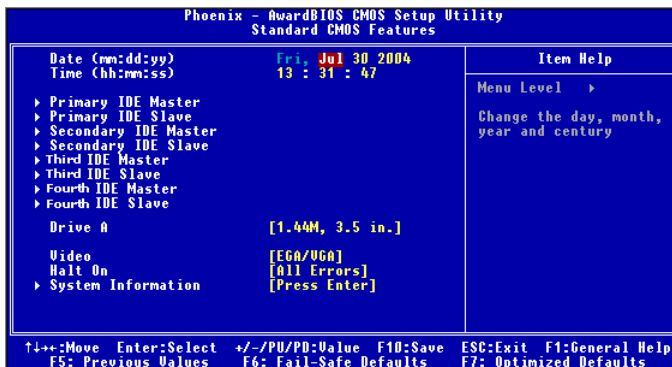 Phoenix - AwardBIOS CMOS Setup Utility
Standard CMOS Features
Date (mm:dd:yy) Fri, Jul 30 2004
Time (hh:mm:ss) 13 : 31 : 47
Primary IDE Master
Primary IDE Slave
Secondary IDE Master
Secondary IDE Slave
Third IDE Master
Third IDE Slave
Fourth IDE Master
Fourth IDE Slave
Drive A [1.44M, 3.5 in.]
Video [EGA/VGA]
Halt On [All Errors]
System Information [Press Enter]
Item Help
Menu Level
Change the day, month,
year and century
↑↓→←:Move Enter:Select +/-/PU/PD:Value F10:Save ESC:Exit F1:General Help
F5: Previous Values F6: Fail-Safe Defaults F7: Optimized Defaults